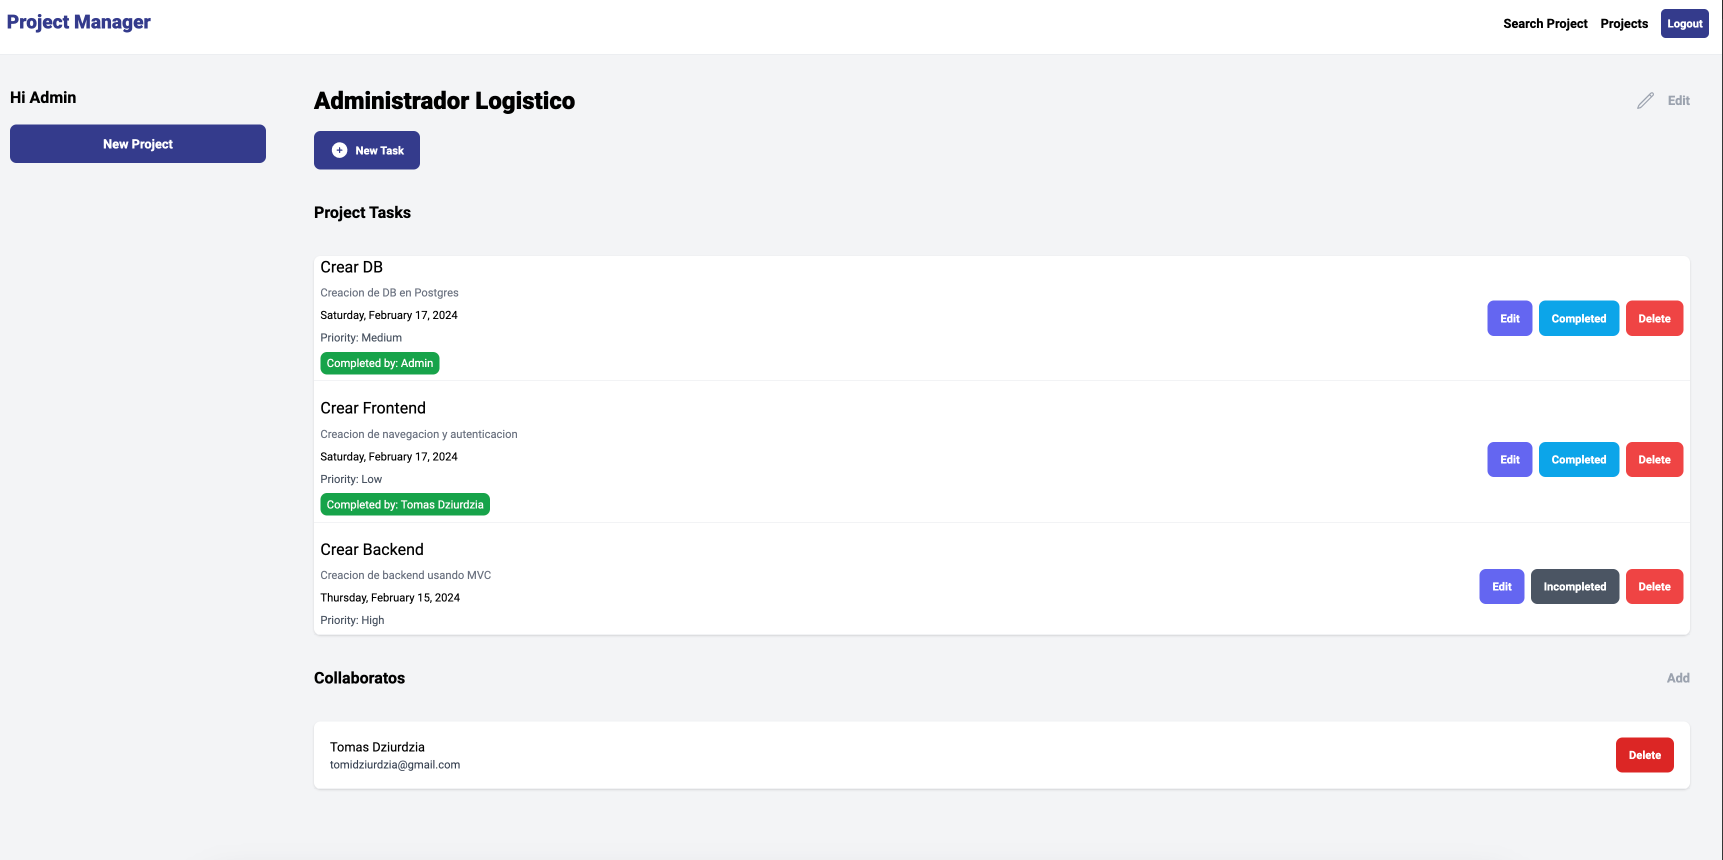 Project Manager
Search Project
Projects
Logout
Hi Admin
New Project
Administrador Logistico
Edit
New Task
Project Tasks
Crear DB
Creacion de DB en Postgres
Saturday, February 17, 2024
Priority: Medium
Completed by: Admin
Edit
Completed
Delete
Crear Frontend
Creacion de navegacion y autenticacion
Saturday, February 17, 2024
Priority: Low
Completed by: Tomas Dziurdzia
Edit
Completed
Delete
Crear Backend
Creacion de backend usando MVC
Thursday, February 15, 2024
Priority: High
Edit
Incompleted
Delete
Collaboratos
Add
Tomas Dziurdzia
tomidziurdzia@gmail.com
Delete